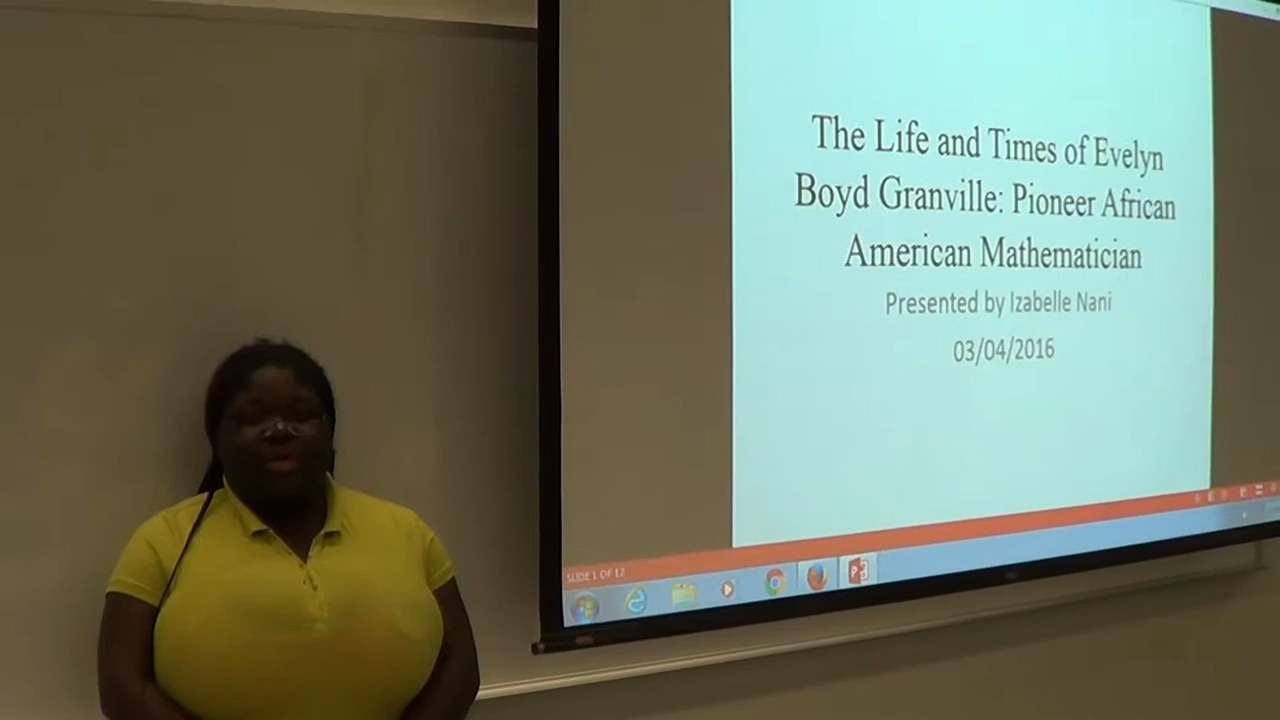 The Life and Times of Evelyn
Boyd Granville: Pioneer African
American Mathematician
Presented by Izabelle Nani
03/04/2016
SLIDE 1 OF 12